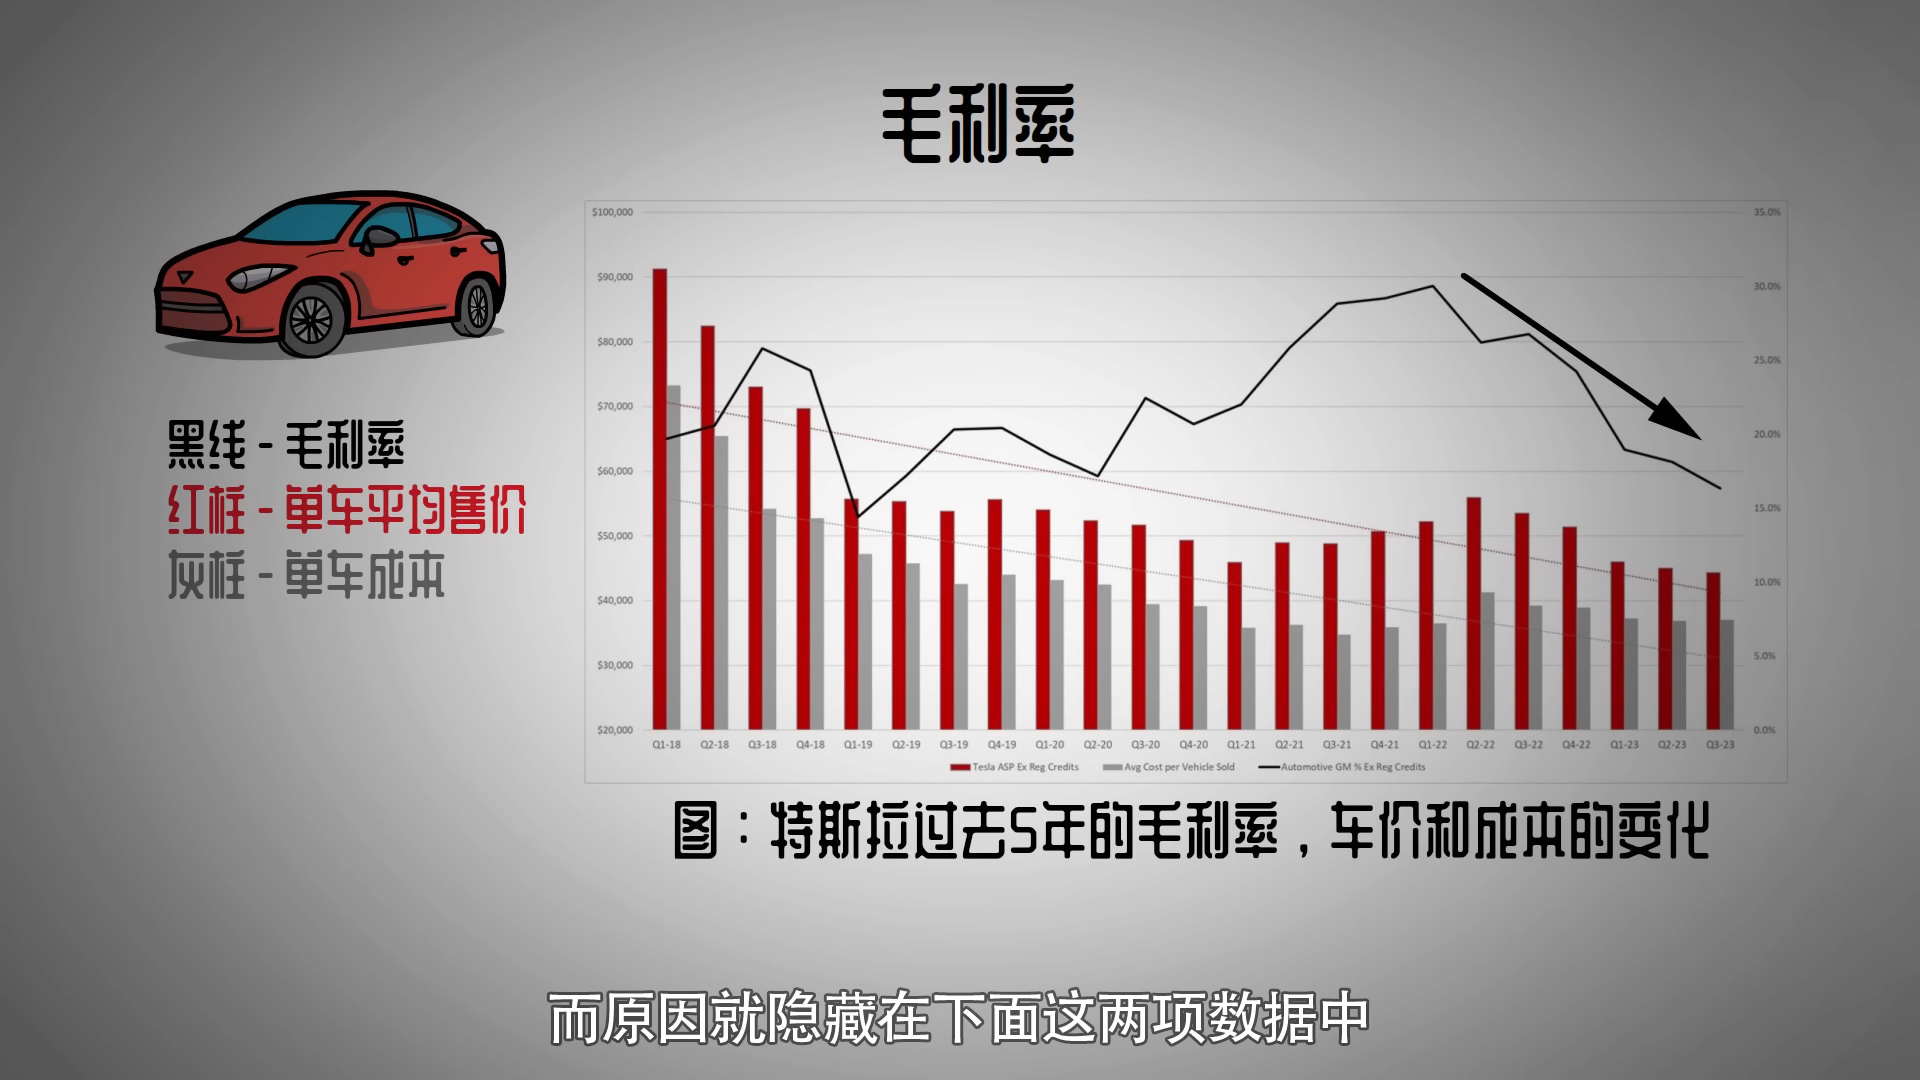 毛利率
黑线 - 毛利率
红柱 - 单车平均售价
灰柱 - 单车成本
$100,000
$90,000
$80,000
$70,000
$60,000
$50,000
$40,000
$30,000
$20,000
35.0%
30.0%
25.0%
20.0%
15.0%
10.0%
5.0%
0.0%
Q1-18 Q2-18 Q3-18 Q4-18 Q1-19 Q2-19 Q3-19 Q4-19 Q1-20 Q2-20 Q3-20 Q4-20 Q1-21 Q2-21 Q3-21 Q4-21 Q1-22 Q2-22 Q3-22 Q4-22 Q1-23 Q2-23 Q3-23
Tesla ASP Ex Reg Credits Avg Cost per Vehicle Sold Automotive GM % Ex Reg Credits
图：特斯拉过去5年的毛利率，车价和成本的变化
而原因就隐藏在下面这两项数据中